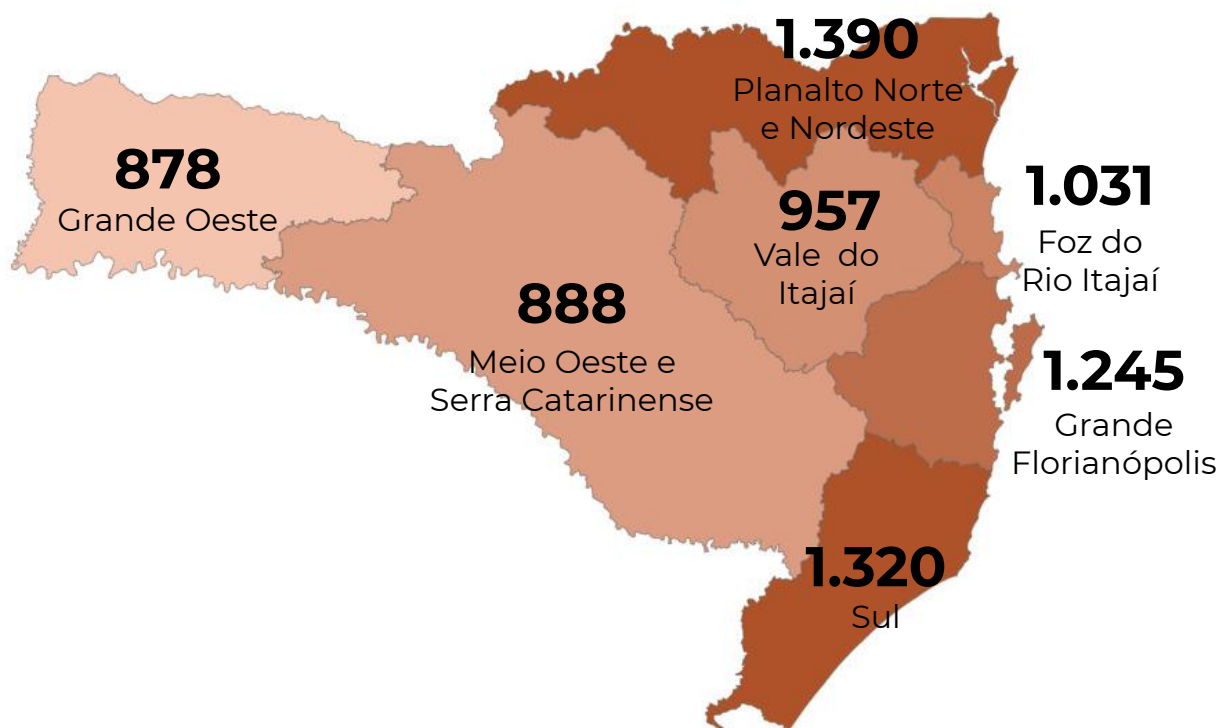 1.390
Planalto Norte
e Nordeste
878
Grande Oeste
957
Vale do
Itajaí
1.031
Foz do
Rio Itajaí
888
Meio Oeste e
Serra Catarinense
1.245
Grande
Florianópolis
1.320
Sul